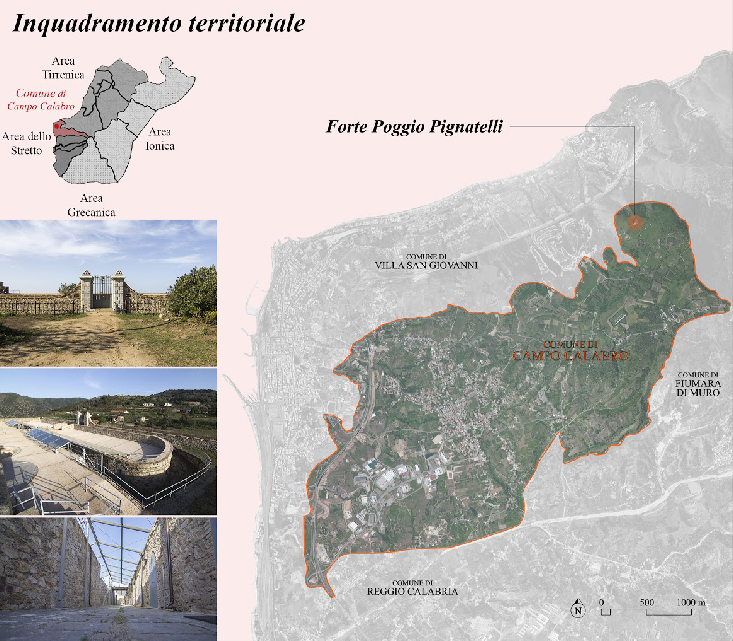 Inquadramento territoriale
Area
Tirrenica
Comune di
Campo Calabro
Area dello
Stretto
Area
Ionica
Area
Grecanica
Forte Poggio Pignatelli
COMUNE DI
VILLA SAN GIOVANNI
COMUNE DI
CAMPO CALABRO
COMUNE DI
FIUMARA
DI MURO
COMUNE DI
REGGIO CALABRIA
N
0 500 1000 m